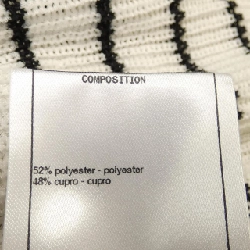 COMPOSITION
52% polyester - polyester
48% cupro - cupro